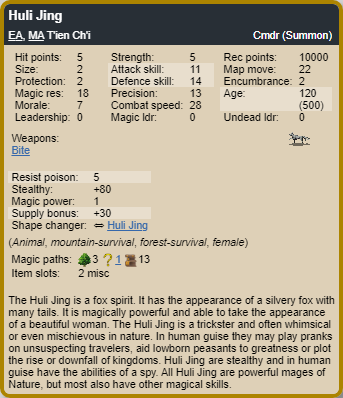 Huli Jing
EA, MA T'ien Ch'i Cmdr (Summon)
Hit points: 5 Strength: 5 Rec points: 10000
Size: 2 Attack skill: 11 Map move: 22
Protection: 2 Defence skill: 14 Encumbrance: 2
Magic res: 18 Precision: 13 Age: 120
Morale: 7 Combat speed: 28 (500)
Leadership: 0 Magic ldr: 0 Undead ldr: 0
Weapons:
Bite
Resist poison: 5
Stealthy: +80
Magic power: 1
Supply bonus: +30
Shape changer: ⇔ Huli Jing
(Animal, mountain-survival, forest-survival, female)
Magic paths: 3 ? 1 13
Item slots: 2 misc
The Huli Jing is a fox spirit. It has the appearance of a silvery fox with
many tails. It is magically powerful and able to take the appearance
of a beautiful woman. The Huli Jing is a trickster and often whimsical
or even mischievous in nature. In human guise they may play pranks
on unsuspecting travelers, aid lowborn peasants to greatness or plot
the rise or downfall of kingdoms. Huli Jing are stealthy and in human
guise have the abilities of a spy. All Huli Jing are powerful mages of
Nature, but most also have other magical skills.